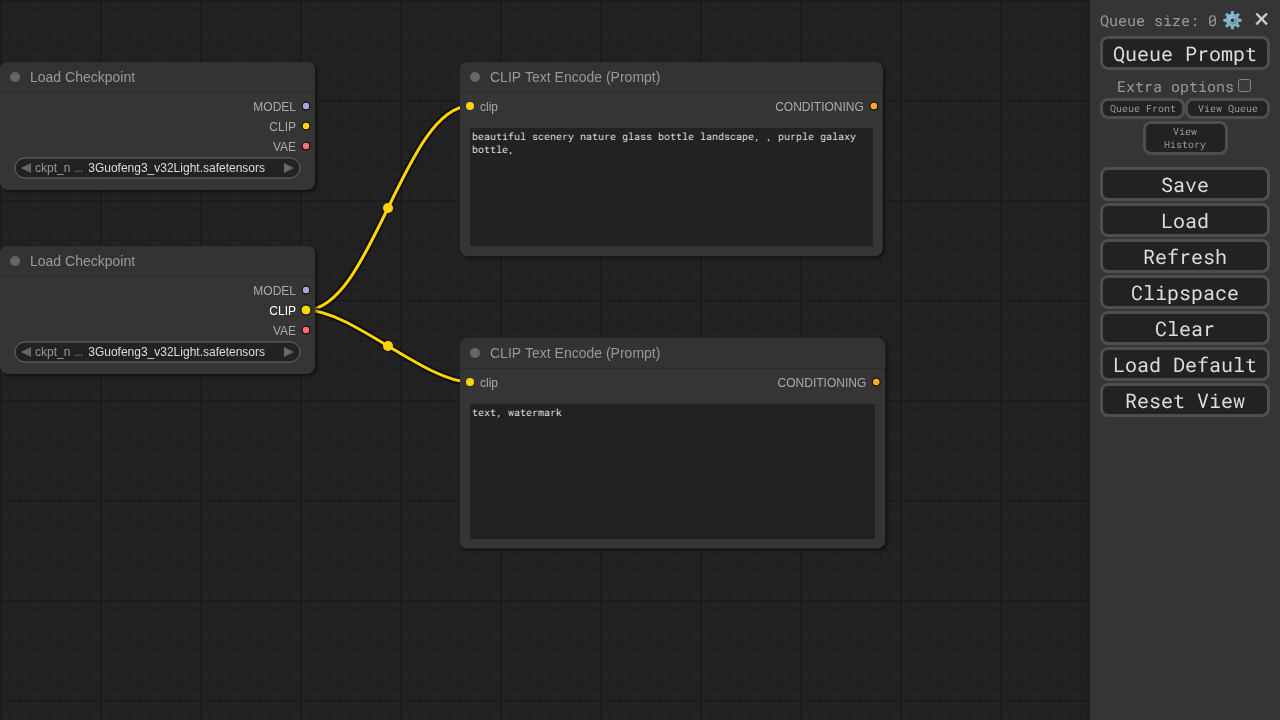 Load Checkpoint
MODEL
CLIP
VAE
ckpt_n ... 3Guofeng3_v32Light.safetensors
Load Checkpoint
MODEL
CLIP
VAE
ckpt_n ... 3Guofeng3_v32Light.safetensors
CLIP Text Encode (Prompt)
clip CONDITIONING
beautiful scenery nature glass bottle landscape, , purple galaxy
bottle,
CLIP Text Encode (Prompt)
clip CONDITIONING
text, watermark
Queue size: 0
Queue Prompt
Extra options
Queue Front View Queue
View
History
Save
Load
Refresh
Clipspace
Clear
Load Default
Reset View